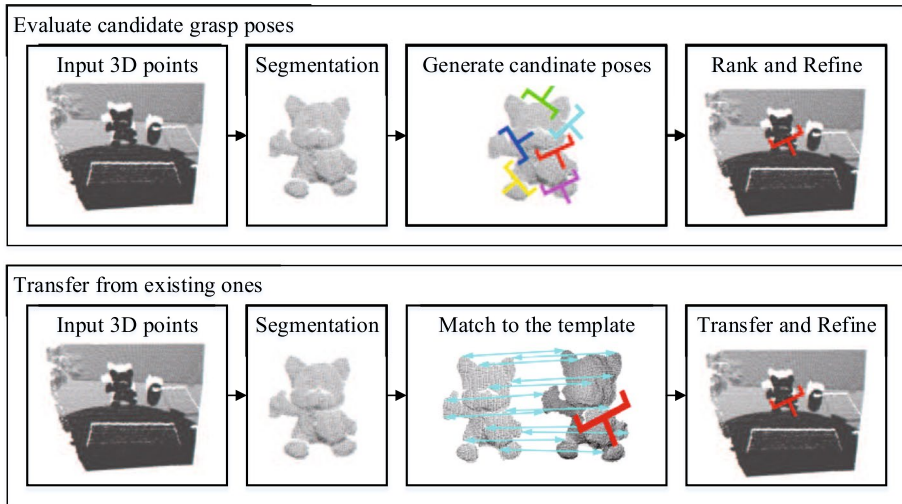 Evaluate candidate grasp poses
Input 3D points
Segmentation
Generate candinate poses
Rank and Refine
Transfer from existing ones
Input 3D points
Segmentation
Match to the template
Transfer and Refine